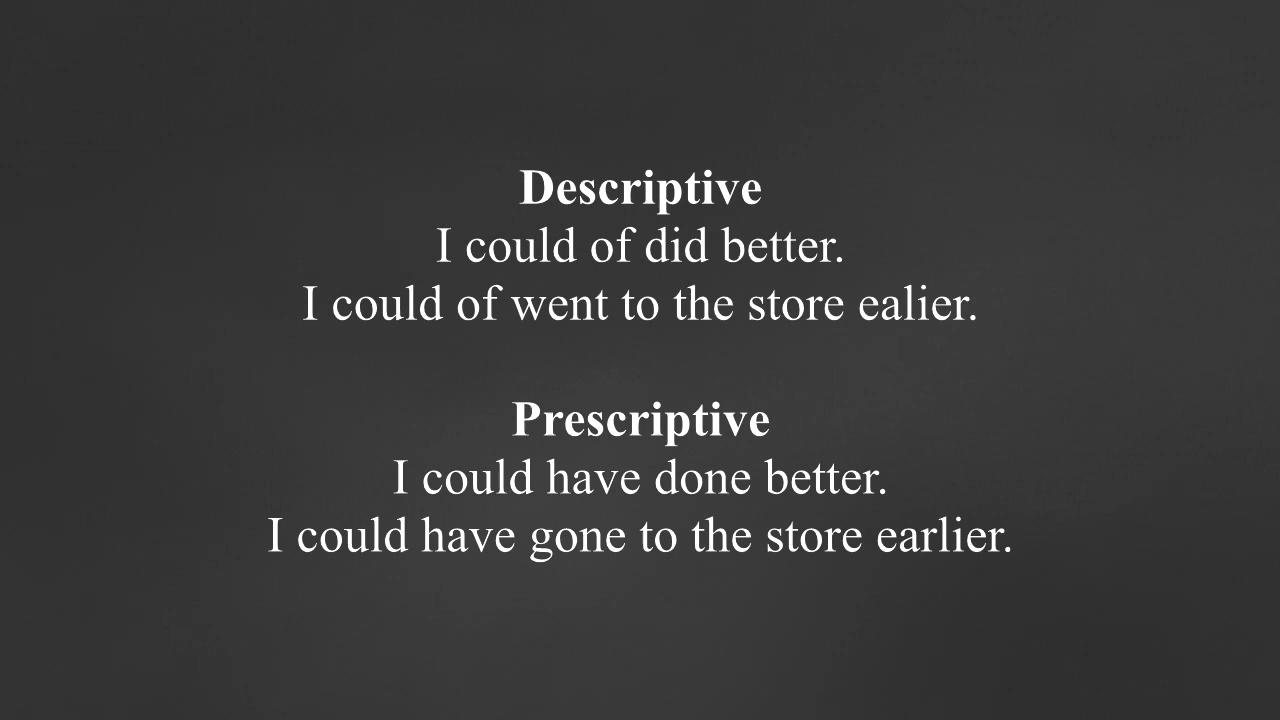 Descriptive
I could of did better.
I could of went to the store ealier.
Prescriptive
I could have done better.
I could have gone to the store earlier.